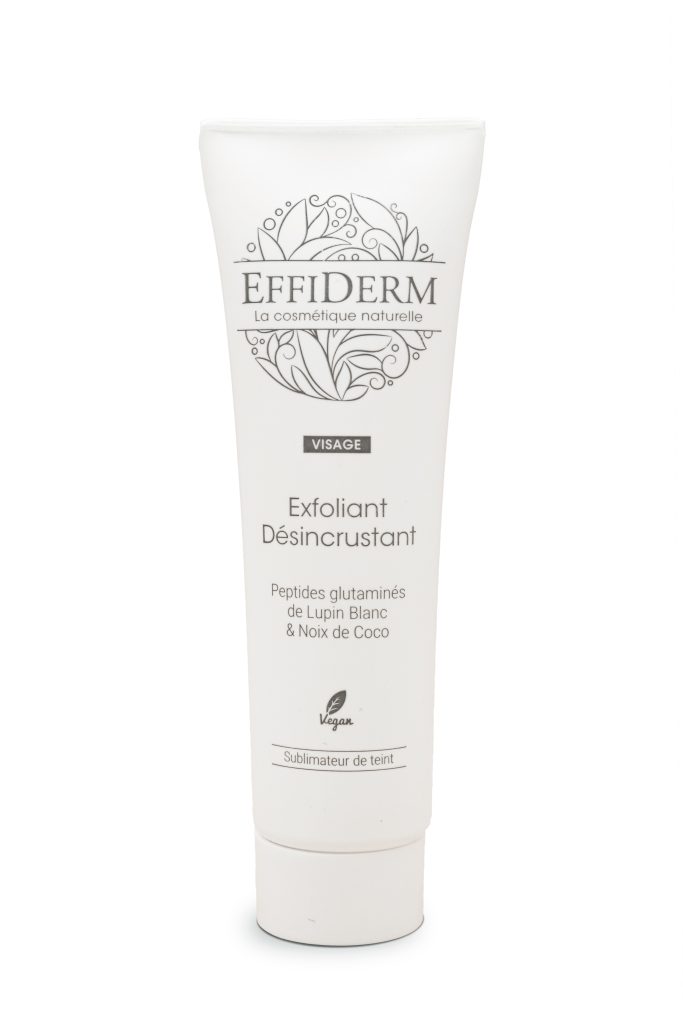 EFFIDERM
La cosmétique naturelle
VISAGE
Exfoliant
Désincrustant
Peptides glutaminés
de Lupin Blanc
& Noix de Coco
Vegan
Sublimateur de teint